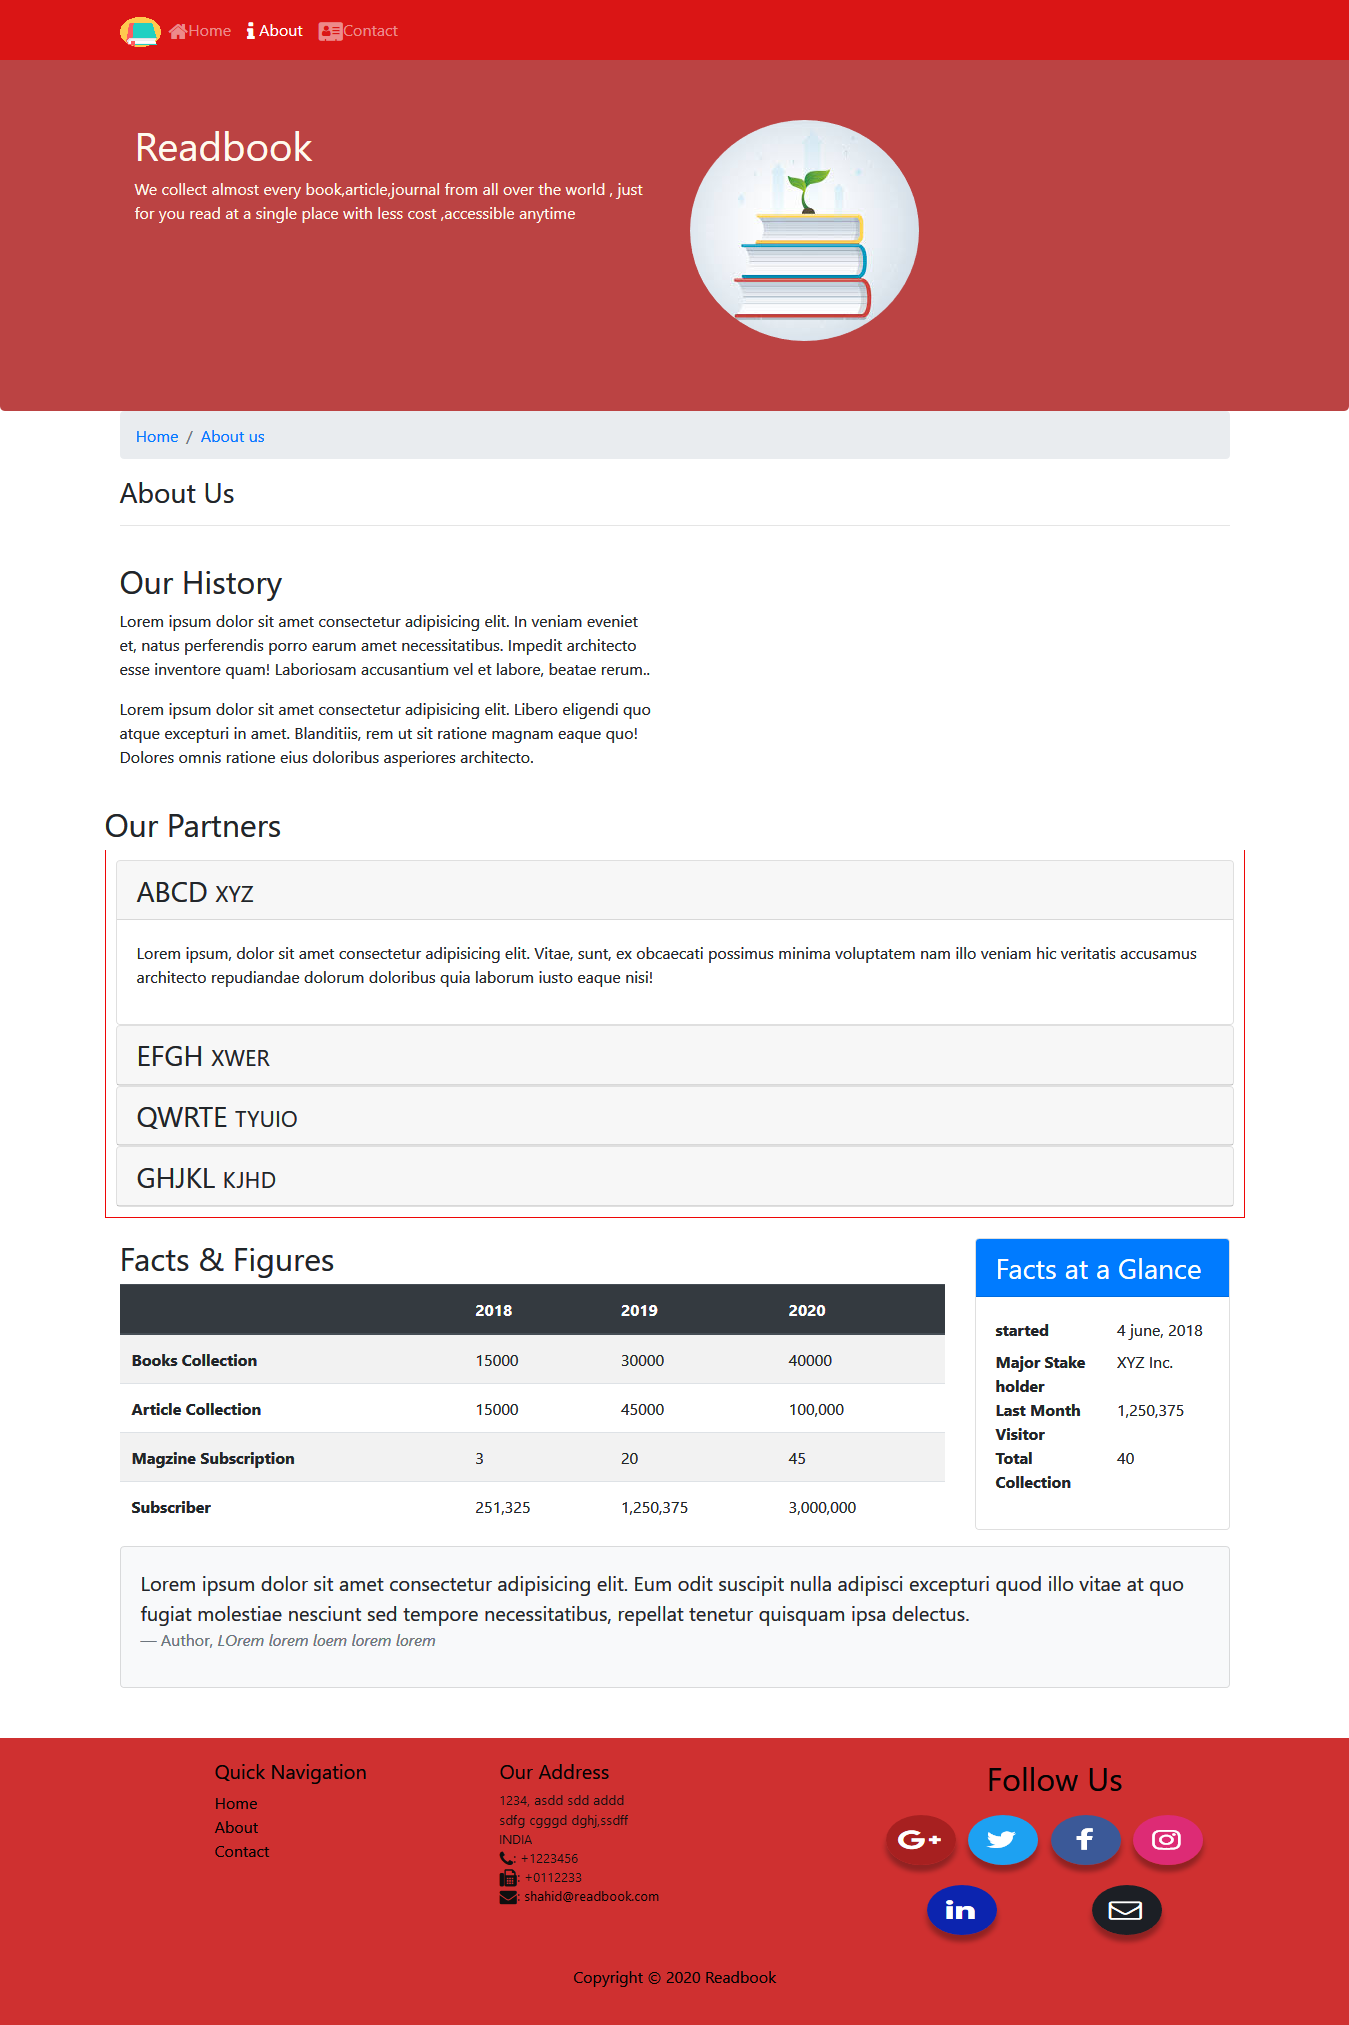 Home About Contact
Readbook
We collect almost every book,article,journal from all over the world , just
for you read at a single place with less cost ,accessible anytime
Home / About us
About Us
Our History
Lorem ipsum dolor sit amet consectetur adipisicing elit. In veniam eveniet
et, natus perferendis porro earum amet necessitatibus. Impedit architecto
esse inventore quam! Laboriosam accusantium vel et labore, beatae rerum..
Lorem ipsum dolor sit amet consectetur adipisicing elit. Libero eligendi quo
atque excepturi in amet. Blanditiis, rem ut sit ratione magnam eaque quo!
Dolores omnis ratione eius doloribus asperiores architecto.
Our Partners
ABCD XYZ
Lorem ipsum, dolor sit amet consectetur adipisicing elit. Vitae, sunt, ex obcaecati possimus minima voluptatem nam illo veniam hic veritatis accusamus
architecto repudiandae dolorum doloribus quia laborum iusto eaque nisi!
EFGH XWER
QWRTE TYUIO
GHJKL KJHD
Facts & Figures
2018 2019 2020
Books Collection 15000 30000 40000
Article Collection 15000 45000 100,000
Magzine Subscription 3 20 45
Subscriber 251,325 1,250,375 3,000,000
Facts at a Glance
started 4 june, 2018
Major Stake XYZ Inc.
holder
Last Month 1,250,375
Visitor
Total 40
Collection
Lorem ipsum dolor sit amet consectetur adipisicing elit. Eum odit suscipit nulla adipisci excepturi quod illo vitae at quo
fugiat molestiae nesciunt sed tempore necessitatibus, repellat tenetur quisquam ipsa delectus.
— Author, LOrem lorem loem lorem lorem
Quick Navigation
Home
About
Contact
Our Address
1234, asdd sdd addd
sdfg cgggd dghj,ssdff
INDIA
: +1223456
: +0112233
: shahid@readbook.com
Follow Us
G+ f
in
Copyright © 2020 Readbook